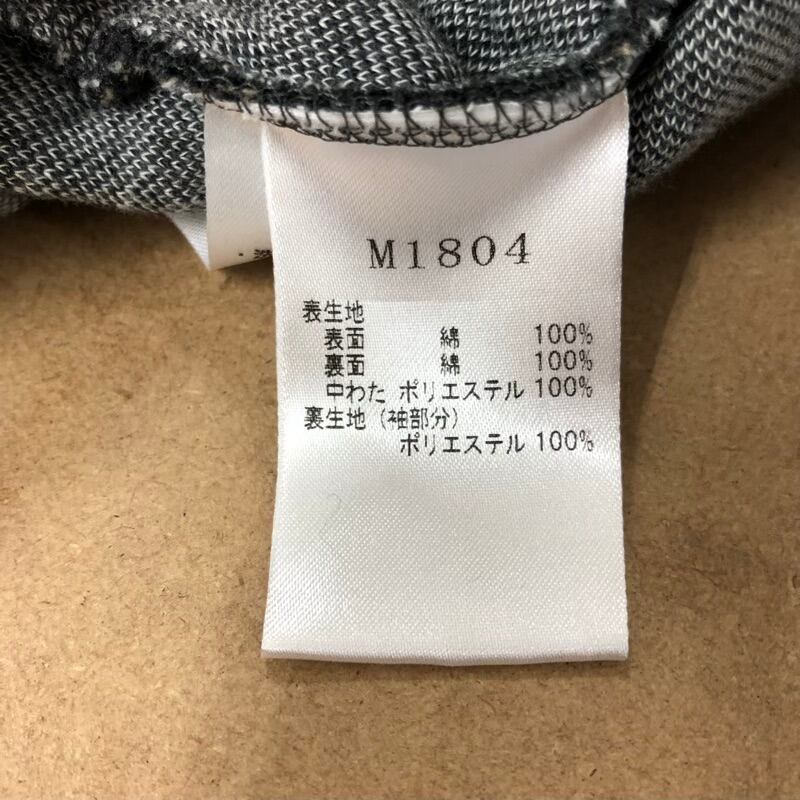 M1804
表生地
表面 綿 100%
裏面 綿 100%
中わた ポリエステル 100%
裏生地(袖部分)
ポリエステル 100%